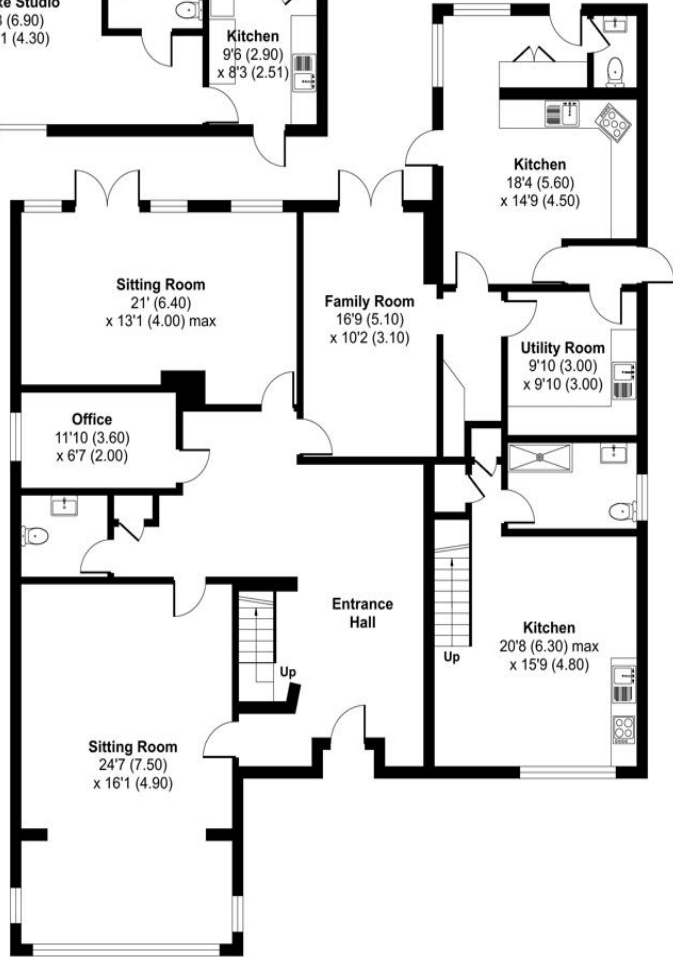 Studio
(6.90)
(4.30)
Kitchen
9'6 (2.90)
x 8'3 (2.51)
Kitchen
18'4 (5.60)
x 14'9 (4.50)
Sitting Room
21' (6.40)
x 13'1 (4.00) max
Family Room
16'9 (5.10)
x 10'2 (3.10)
Utility Room
9'10 (3.00)
x 9'10 (3.00)
Office
11'10 (3.60)
x 6'7 (2.00)
Entrance
Hall
Up
Kitchen
20'8 (6.30) max
x 15'9 (4.80)
Up
Sitting Room
24'7 (7.50)
x 16'1 (4.90)